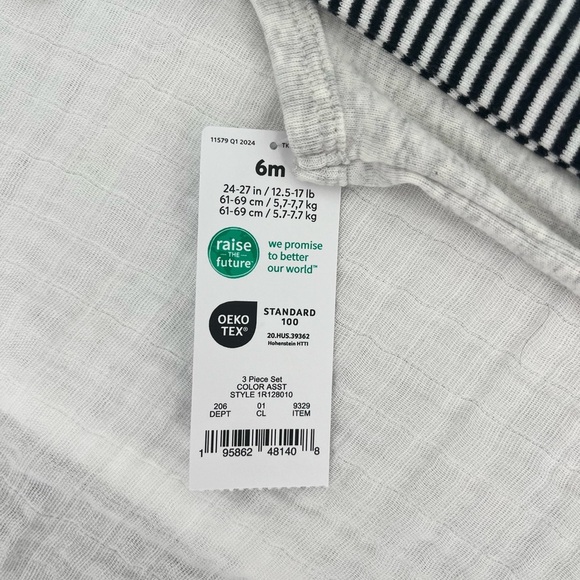 11579 Q1 2024 TK
6m
24-27 in / 12.5-17 lb
61-69 cm / 5,7-7,7 kg
61-69 cm / 5.7-7.7 kg
raise
THE
future
we promise
to better
our world™
OEKO
TEX®
STANDARD
100
20.HUS.39362
Hohenstein HTTI
3 Piece Set
COLOR ASST
STYLE 1R128010
206 01 9329
DEPT CL ITEM
1 95862 48140 8